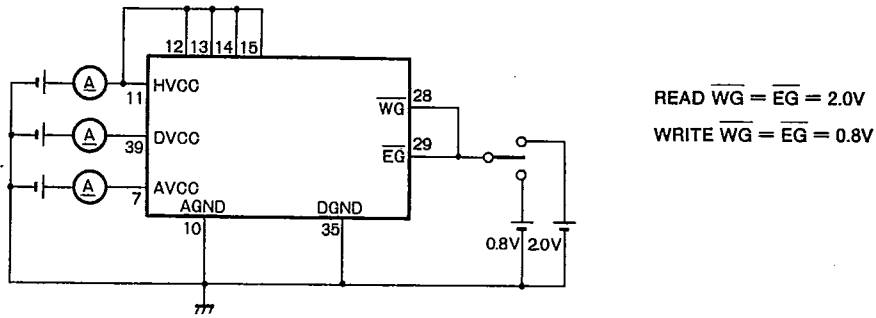 12 13 14 15
A
11 HVCC
A
39 DVCC
A
7 AVCC
AGND
10
DGND
35
WG 28
EG 29
0.8V 2.0V
READ WG = EG = 2.0V
WRITE WG = EG = 0.8V